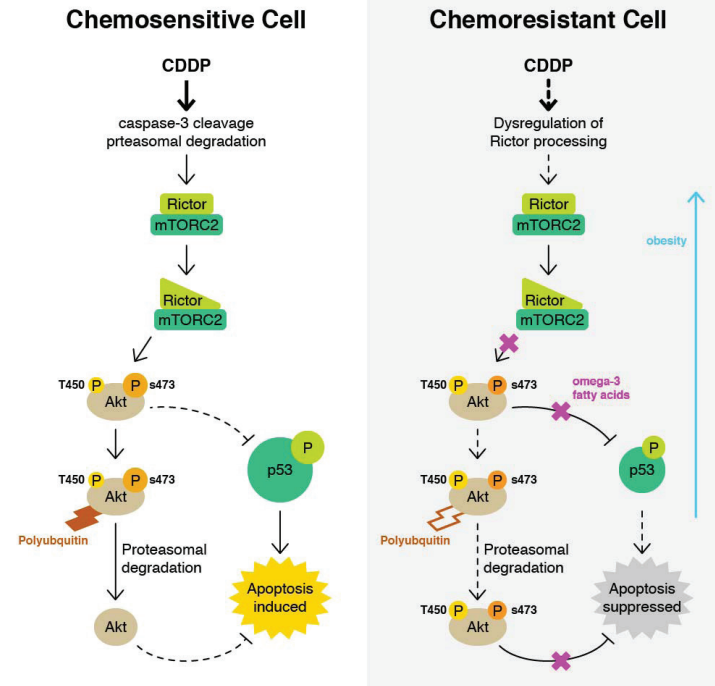 Chemosensitive Cell
CDDP
caspase-3 cleavage
prteasomal degradation
Rictor
mTORC2
Rictor
mTORC2
T450 P P s473
Akt
P
p53
T450 P P s473
Akt
Polyubquitin
Proteasomal
degradation
Apoptosis
induced
Akt
Chemoresistant Cell
CDDP
Dysregulation of
Rictor processing
Rictor
mTORC2
obesity
Rictor
mTORC2
T450 P P s473
Akt
omega-3
fatty acids
P
p53
T450 P P s473
Akt
Polyubquitin
Proteasomal
degradation
Apoptosis
suppressed
T450 P P s473
Akt